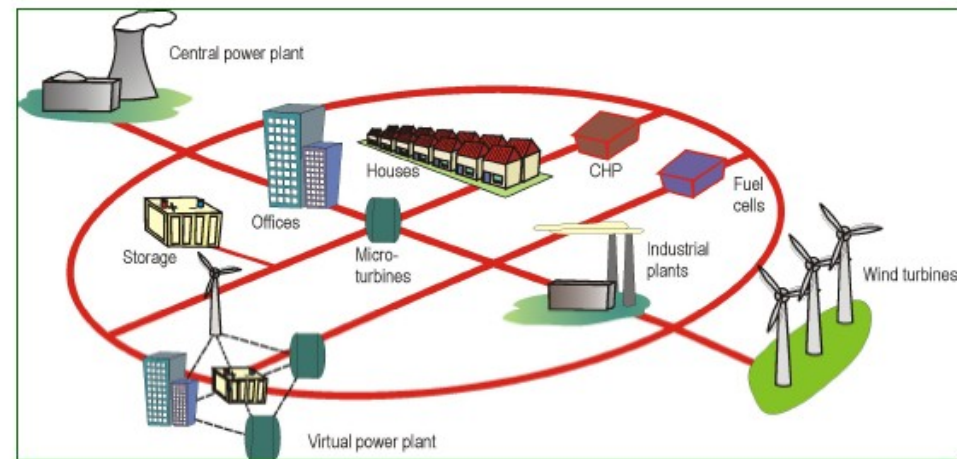 Central power plant
Houses
CHP
Fuel
cells
Offices
Storage
Micro-
turbines
Industrial
plants
Wind turbines
Virtual power plant